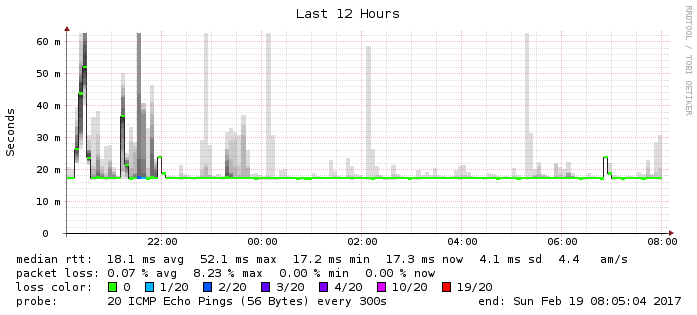 Last 12 Hours
RRDTOOL / TOBI OETIKER
Seconds
60 m
50 m
40 m
30 m
20 m
10 m
0
22:00 00:00 02:00 04:00 06:00 08:00
median rtt: 18.1 ms avg 52.1 ms max 17.2 ms min 17.3 ms now 4.1 ms sd 4.4 am/s
packet loss: 0.07 % avg 8.23 % max 0.00 % min 0.00 % now
loss color: 0 1/20 2/20 3/20 4/20 10/20 19/20
probe: 20 ICMP Echo Pings (56 Bytes) every 300s end: Sun Feb 19 08:05:04 2017